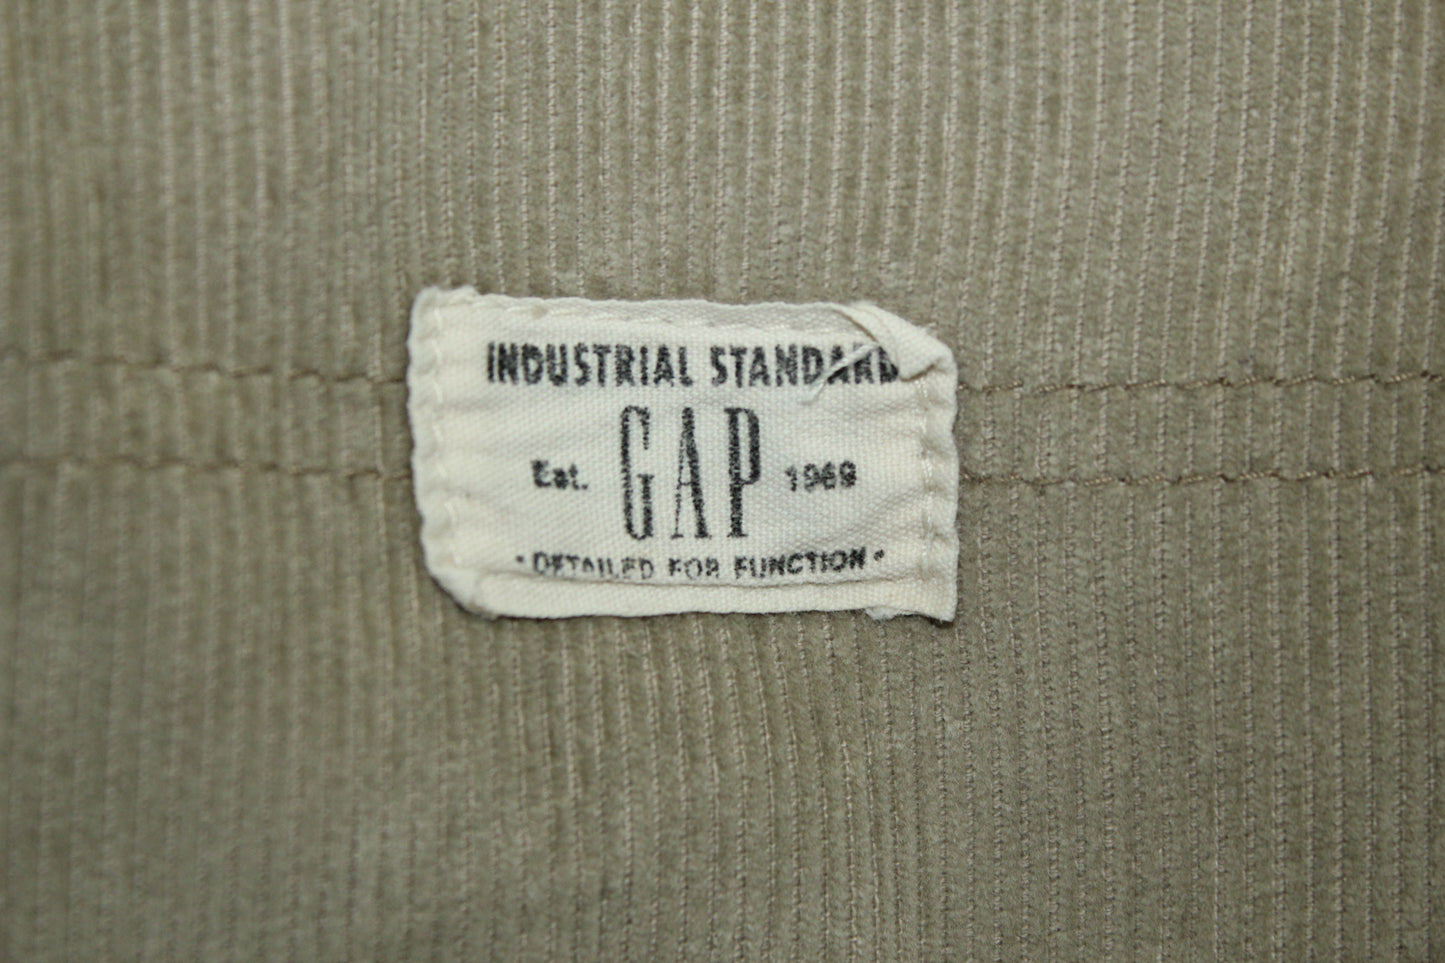 INDUSTRIAL STANDARD
Est. GAP 1969
• DETAILED FOR FUNCTION •